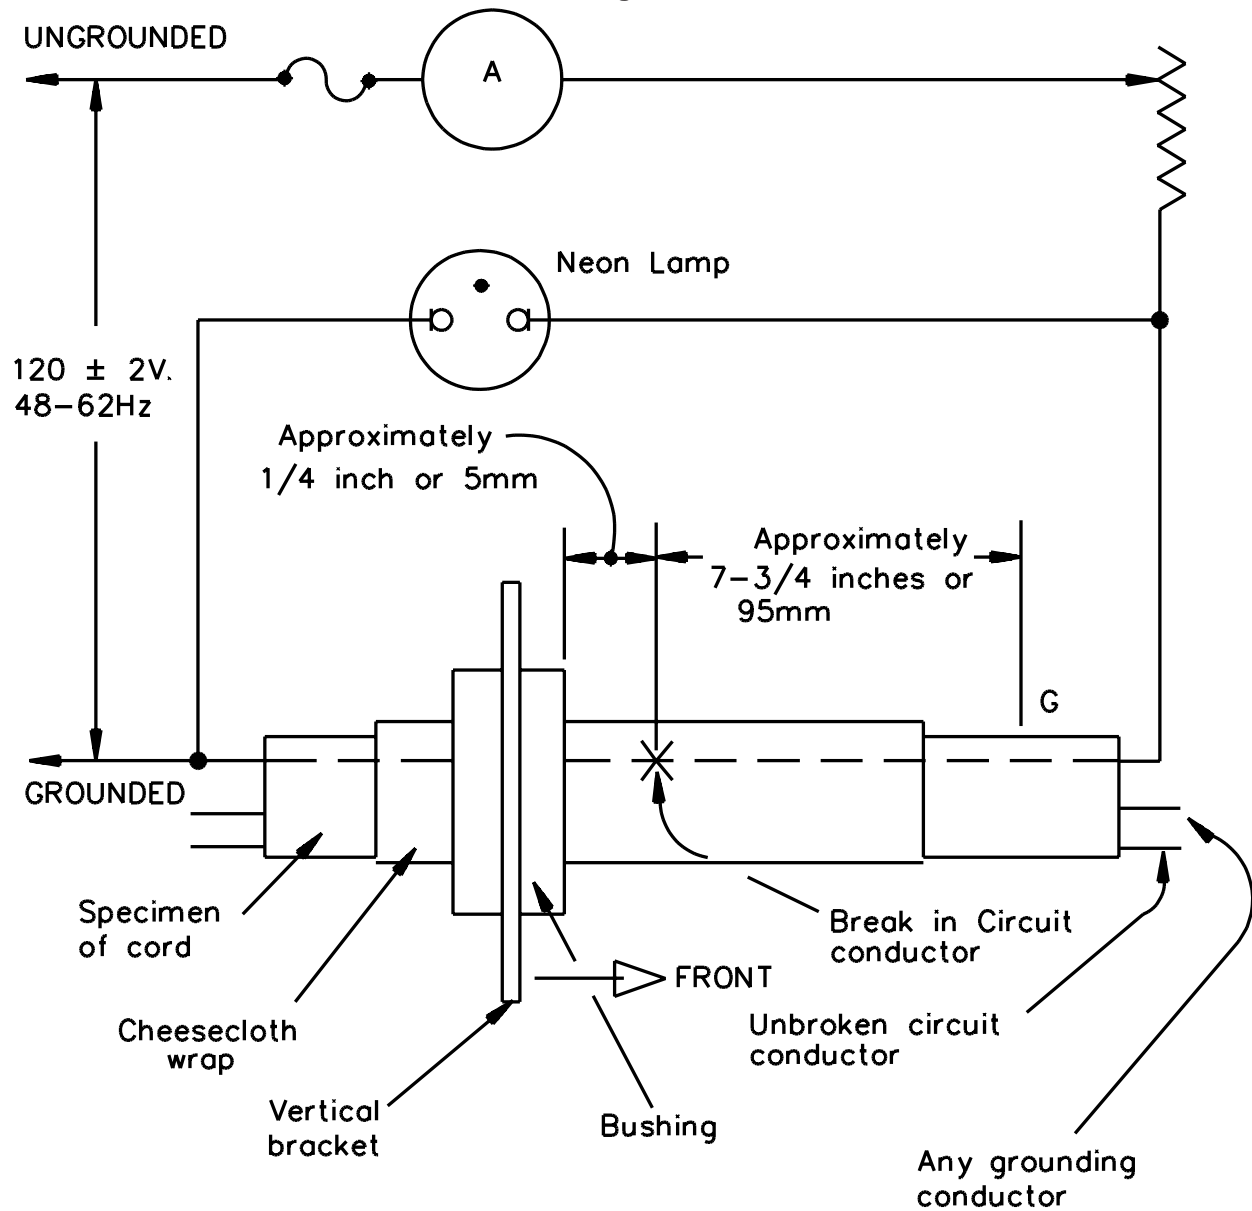 UNGROUNDED
A
Neon Lamp
120 ± 2V.
48-62Hz
Approximately
1/4 inch or 5mm
Approximately
7-3/4 inches or
95mm
G
GROUNDED
Specimen
of cord
Break in Circuit
conductor
FRONT
Cheesecloth
wrap
Unbroken circuit
conductor
Vertical
bracket
Bushing
Any grounding
conductor